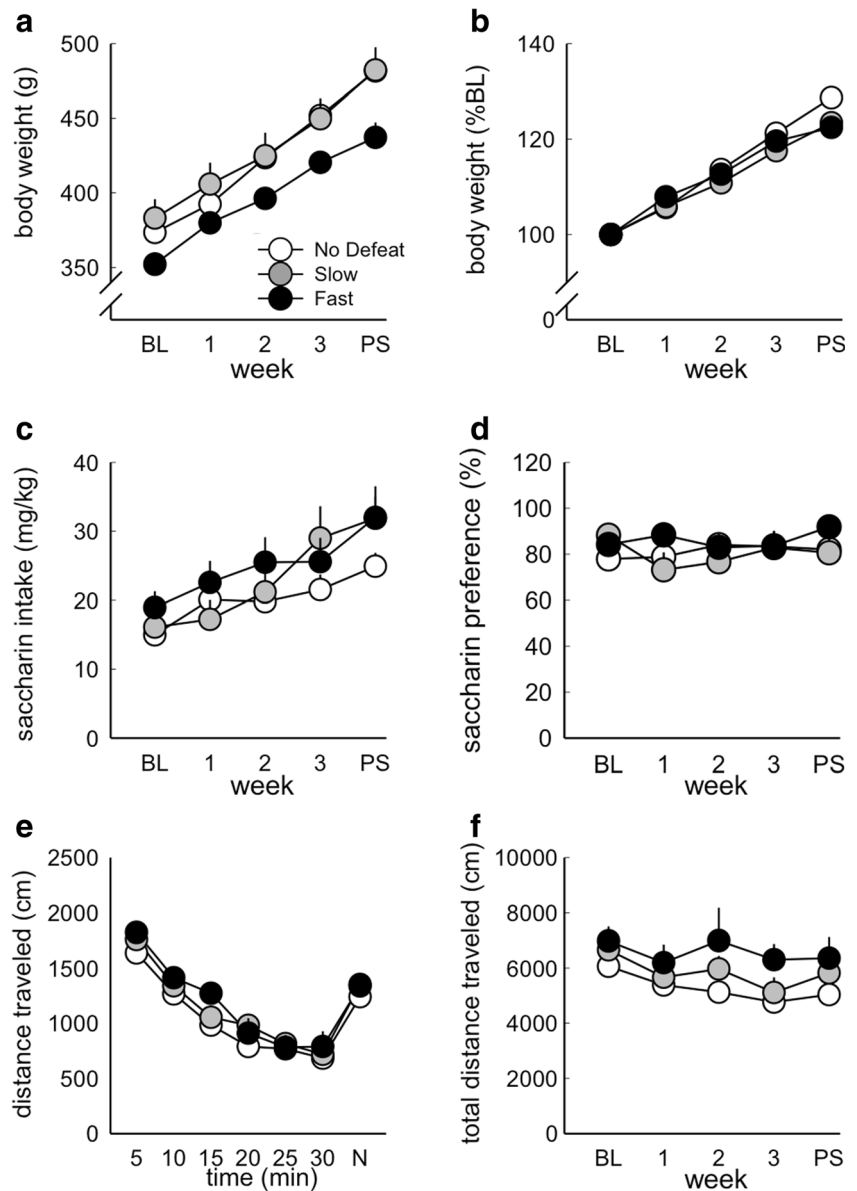 a
body weight (g)
500
450
400
350
No Defeat
Slow
Fast
BL 1 2 3 PS
week
b
body weight (%BL)
140
120
100
0
BL 1 2 3 PS
week
c
saccharin intake (mg/kg)
40
30
20
10
0
BL 1 2 3 PS
week
d
saccharin preference (%)
120
100
80
60
40
20
0
BL 1 2 3 PS
week
e
distance traveled (cm)
2500
2000
1500
1000
500
0
5 10 15 20 25 30 N
time (min)
f
total distance traveled (cm)
10000
8000
6000
4000
2000
0
BL 1 2 3 PS
week